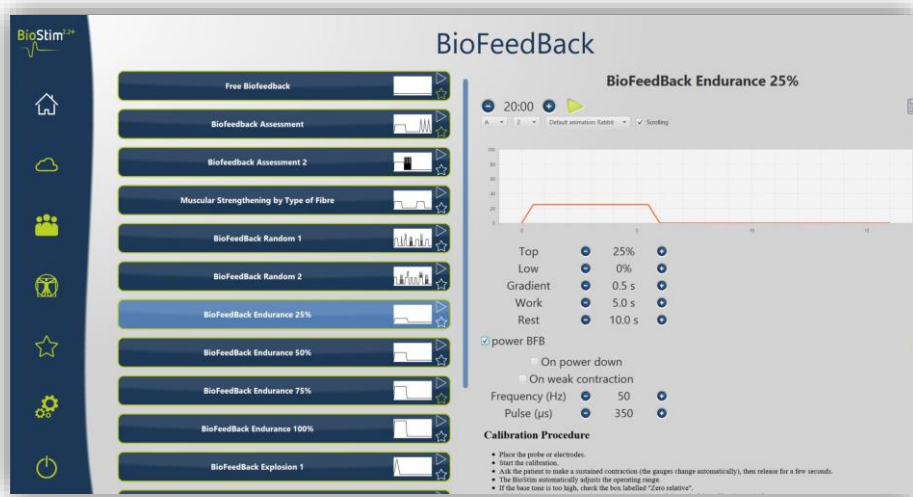 BioStim 2.2+
BioFeedBack
Free Biofeedback
Biofeedback Assessment
Biofeedback Assessment 2
Muscular Strengthening by Type of Fibre
BioFeedBack Random 1
BioFeedBack Random 2
BioFeedBack Endurance 25%
BioFeedBack Endurance 50%
BioFeedBack Endurance 75%
BioFeedBack Endurance 100%
BioFeedBack Explosion 1
BioFeedBack Endurance 25%
20:00
A 2 Default animation Rabbit Scrolling
100
80
60
40
20
0
0 5 10 15
Top 25%
Low 0%
Gradient 0.5 s
Work 5.0 s
Rest 10.0 s
power BFB
On power down
On weak contraction
Frequency (Hz) 50
Pulse (µs) 350
Calibration Procedure
• Place the probe or electrodes.
• Start the calibration.
• Ask the patient to make a sustained contraction (the gauges change automatically), then release for a few seconds.
• The BioStim automatically adjusts the operating range.
• If the base tone is too high, check the box labelled "Zero relative".